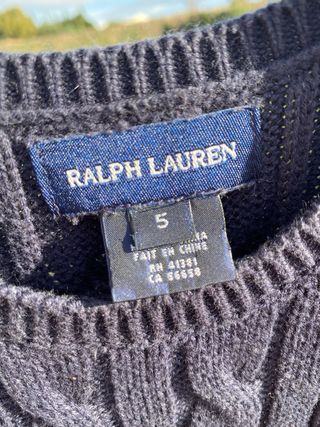 RALPH LAUREN
5
FAIT EN CHINE
RN 41381
CA 56658